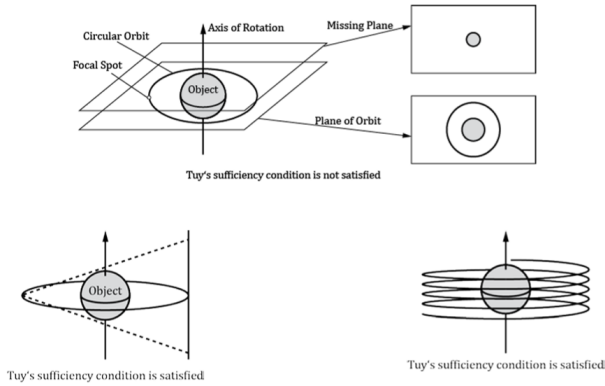 Axis of Rotation
Missing Plane
Circular Orbit
Focal Spot
Object
Plane of Orbit
Tuy's sufficiency condition is not satisfied
Object
Tuy's sufficiency condition is satisfied
Tuy's sufficiency condition is satisfied